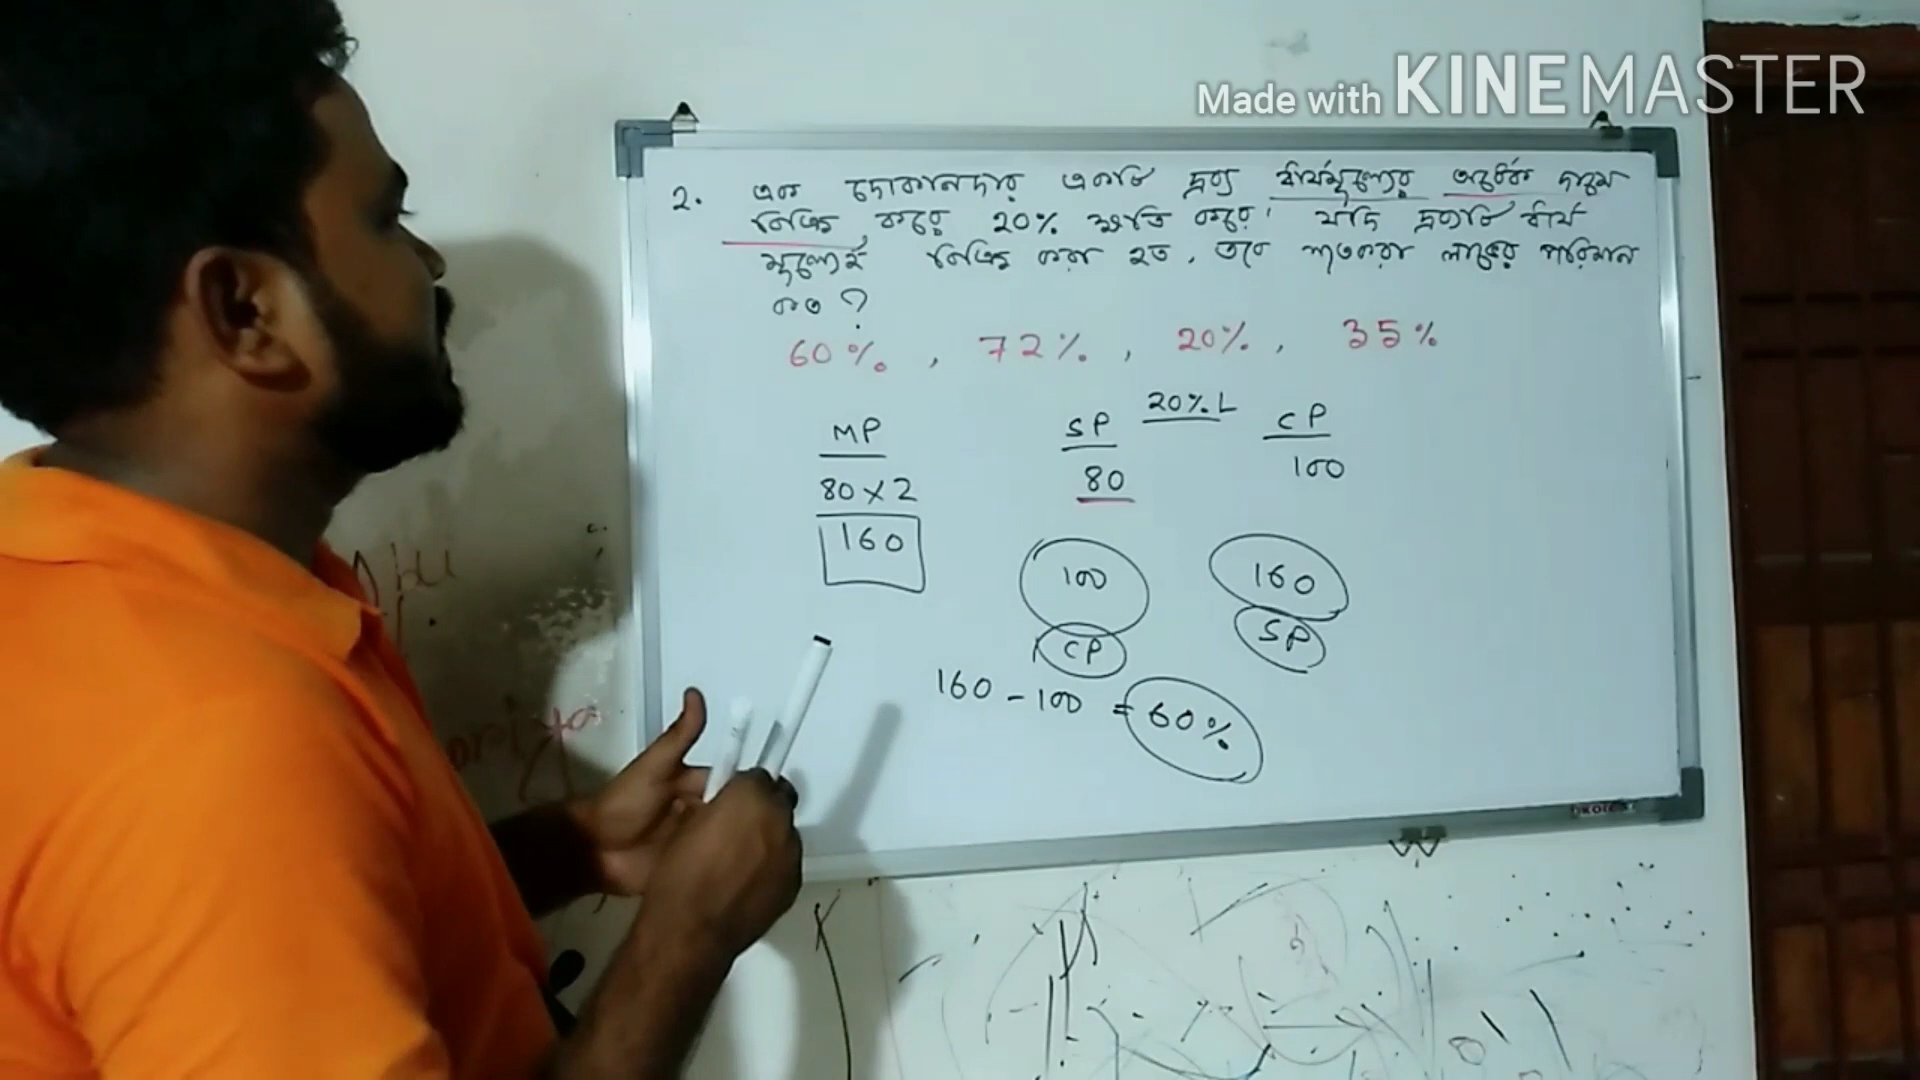 Made with KINEMASTER
2. এক দোকানদার একটি দ্রব্য ধার্যমূল্যের অর্ধেক দামে
বিক্রি করে 20% ক্ষতি করে। যদি দ্রব্যটি ধার্য
মূল্যেই বিক্রি করা হত, তবে শতকরা লাভের পরিমান
কত ?
60%, 72%, 20%, 35%
MP SP 20% L CP
80 × 2 80 100
160
100 160
CP SP
160 - 100 = 60%